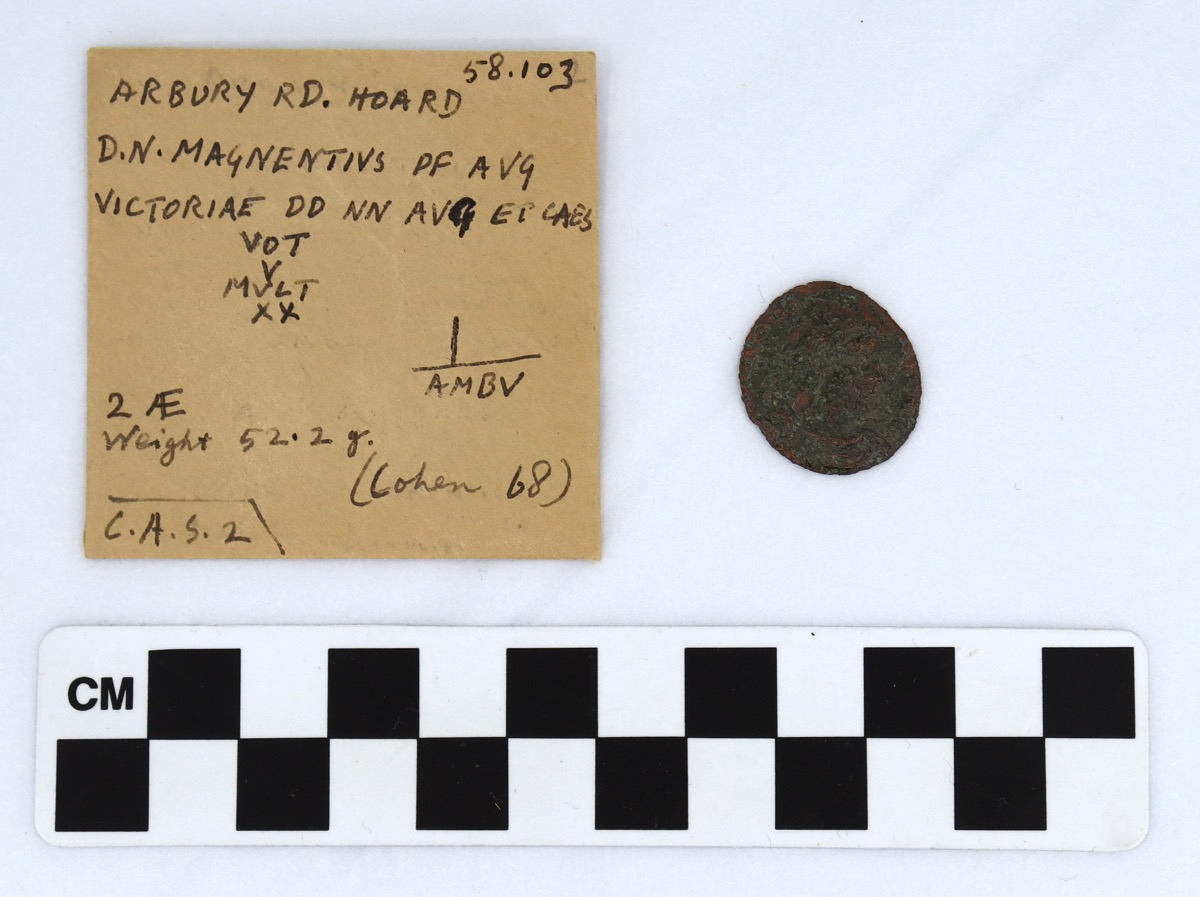 58.103
ARBURY RD. HOARD
D.N. MAGNENTIVS PF AVG
VICTORIAE DD NN AVG ET CAES
VOT
V
MVLT
XX
AMBV
2 Æ
Weight 52.2 g.
(Cohen 68)
C.A.S. 2
CM